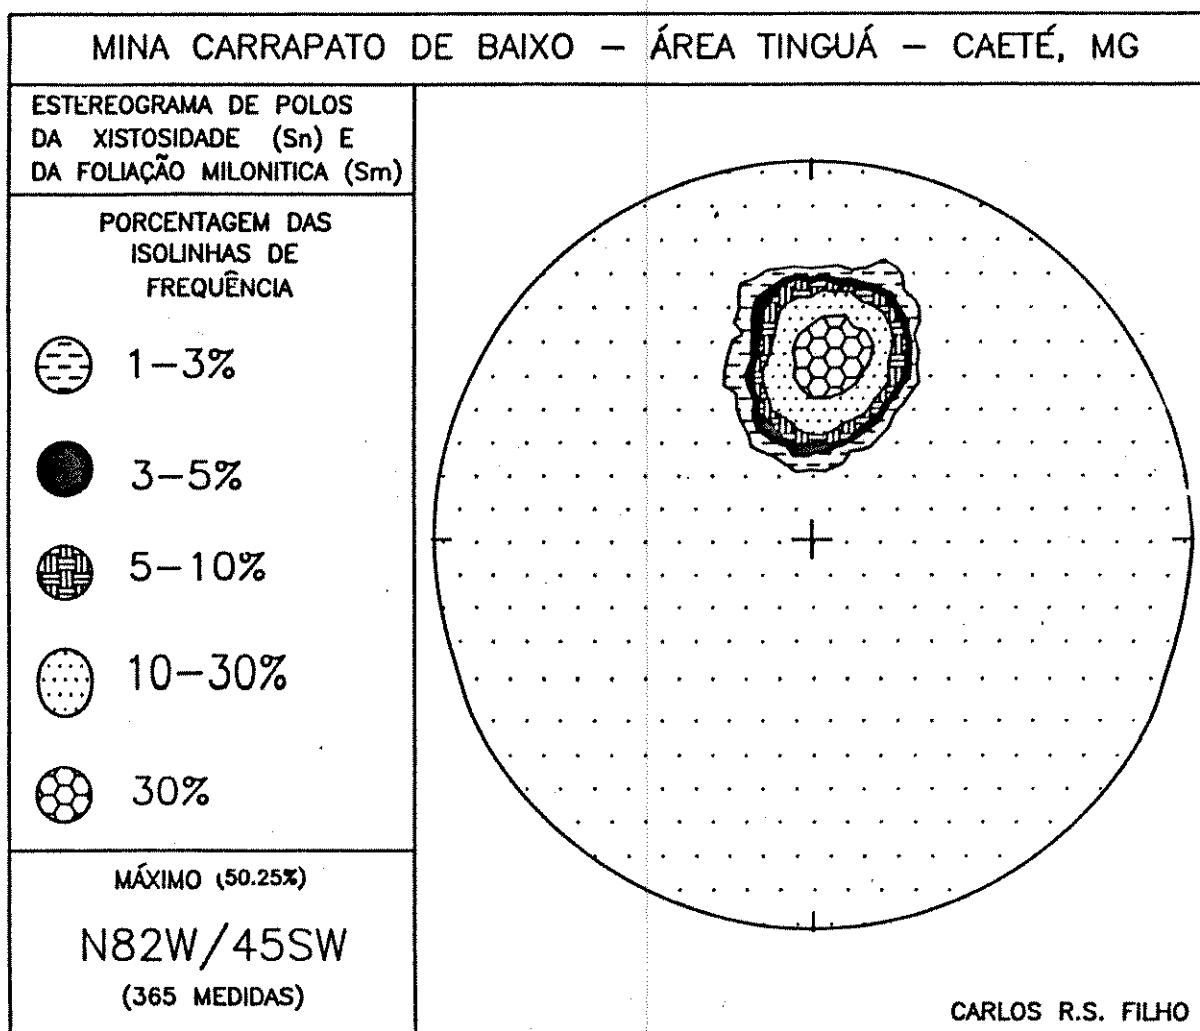 MINA CARRAPATO DE BAIXO – ÁREA TINGUÁ – CAETÉ, MG
ESTEREOGRAMA DE POLOS
DA XISTOSIDADE (Sn) E
DA FOLIAÇÃO MILONITICA (Sm)
PORCENTAGEM DAS
ISOLINHAS DE
FREQUÊNCIA
1–3%
3–5%
5–10%
10–30%
30%
MÁXIMO (50.25%)
N82W/45SW
(365 MEDIDAS)
CARLOS R.S. FILHO